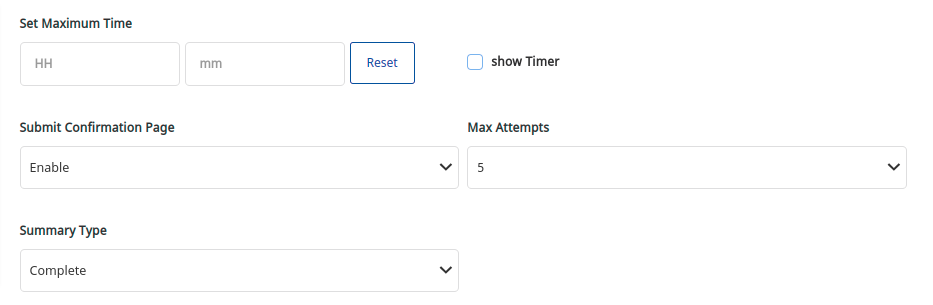 Set Maximum Time
HH mm Reset show Timer
Submit Confirmation Page Max Attempts
Enable 5
Summary Type
Complete